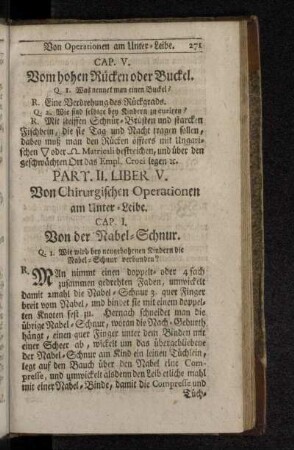 Von Operationen am Unter-Leibe. 271
CAP. V.
Vom hohen Rücken oder Buckel.
Q. 1. Was nennet man einen Buckel?
R. Eine Verdrehung des Rückgrads.
Q. 2. Wie sind selbige bey Kindern zu curiren?
R. Mit steiffen Schnür-Brüsten und starcken
Fischbein, die sie Tag und Nacht tragen sollen,
dabey muß man den Rücken öffters mit Ungari-
schen oder Matricali bestreichen, und über den
geschwächten Ort das Empl. Croci legen ꝛc.
PART. II. LIBER V.
Von Chirurgischen Operationen
am Unter-Leibe.
CAP. I.
Von der Nabel-Schnur.
Q. 1. Wie wird bey neugebohrnen Kindern die
Nabel-Schnur verbunden?
R. MAn nimmt einen doppelt- oder 4fach
zusammen gedrehten Faden, umwickelt
damit 2mahl die Nabel-Schnur 3. quer Finger
breit vom Nabel, und bindet sie mit einem doppel-
ten Knoten fest zu. Hernach schneidet man die
übrige Nabel-Schnur, woran die Nach-Geburth
hängt, einen quer Finger unter dem Binden mit
einer Scheer ab, wickelt um das übergebliebene
der Nabel-Schnur am Kind ein leinen Tüchlein,
legt auf den Bauch über den Nabel eine Com-
presse, und umwickelt alsdenn den Leib etliche mahl
mit einer Nabel-Binde, damit die Compresse und
Tüch-